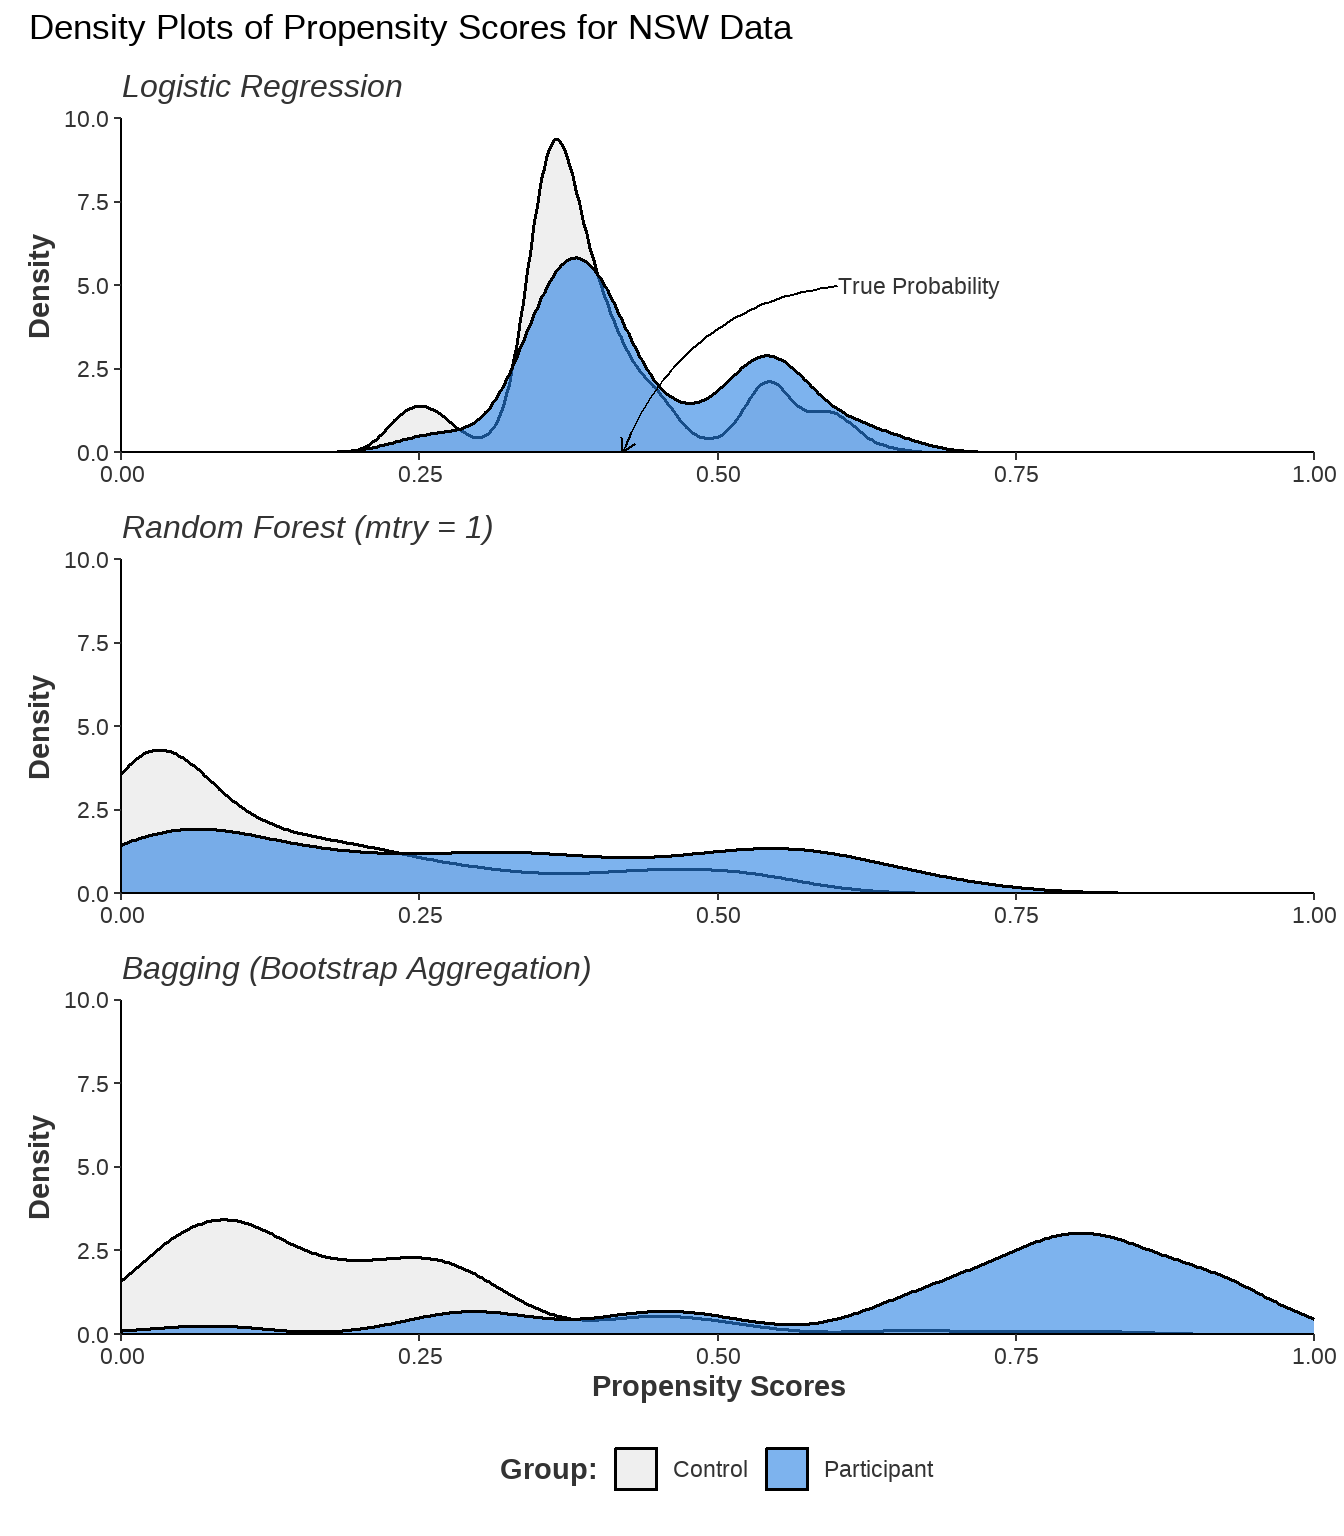 Density Plots of Propensity Scores for NSW Data
Logistic Regression
10.0
7.5
5.0
2.5
0.0
Density
True Probability
0.00 0.25 0.50 0.75 1.00
Random Forest (mtry = 1)
10.0
7.5
5.0
2.5
0.0
Density
0.00 0.25 0.50 0.75 1.00
Bagging (Bootstrap Aggregation)
10.0
7.5
5.0
2.5
0.0
Density
0.00 0.25 0.50 0.75 1.00
Propensity Scores
Group: Control Participant